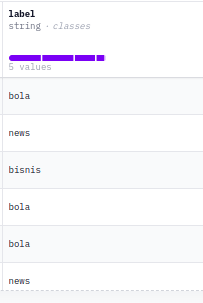 label
string · classes
5 values
bola
news
bisnis
bola
bola
news